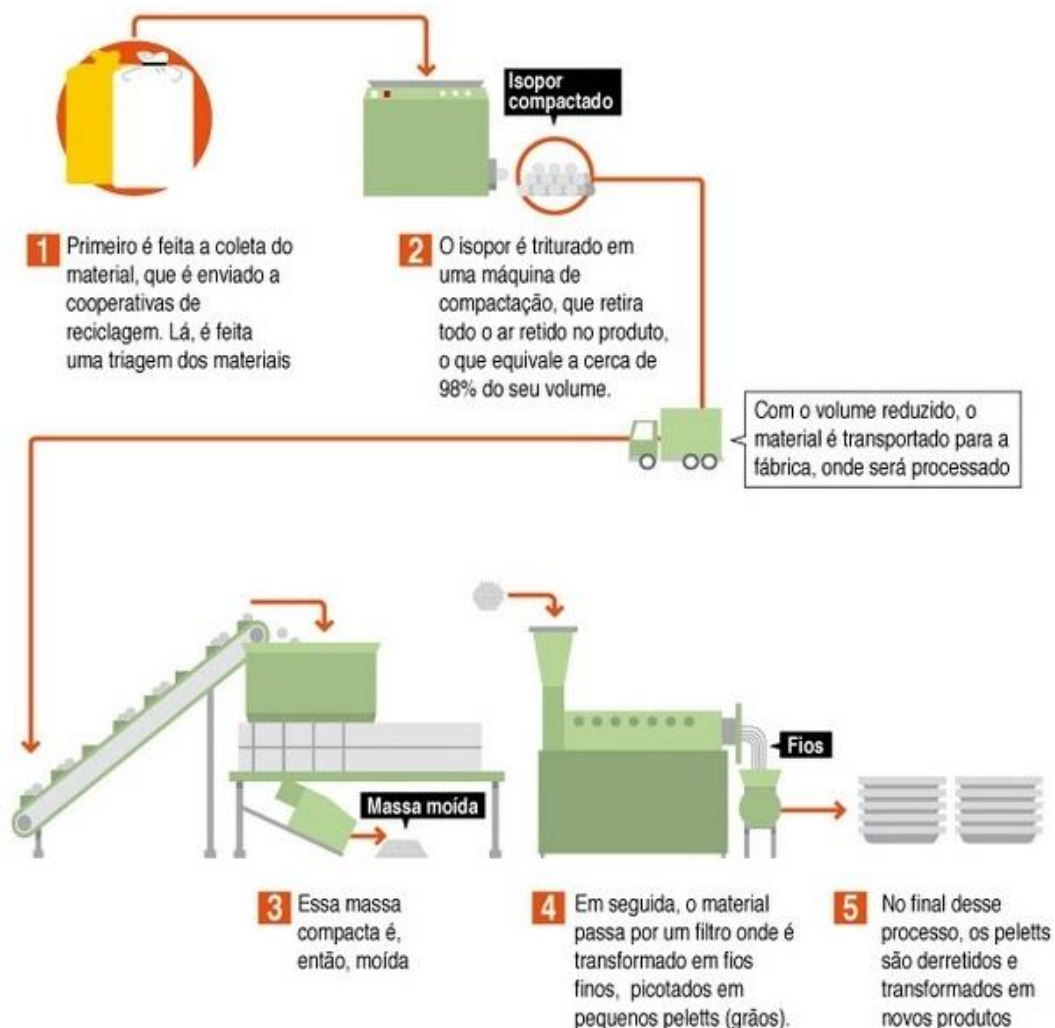 Isopor
compactado
1 Primeiro é feita a coleta do
material, que é enviado a
cooperativas de
reciclagem. Lá, é feita
uma triagem dos materiais
2 O isopor é triturado em
uma máquina de
compactação, que retira
todo o ar retido no produto,
o que equivale a cerca de
98% do seu volume.
Com o volume reduzido, o
material é transportado para a
fábrica, onde será processado
Massa moída
Fios
3 Essa massa
compacta é,
então, moída
4 Em seguida, o material
passa por um filtro onde é
transformado em fios
finos, picotados em
pequenos peletts (grãos).
5 No final desse
processo, os peletts
são derretidos e
transformados em
novos produtos